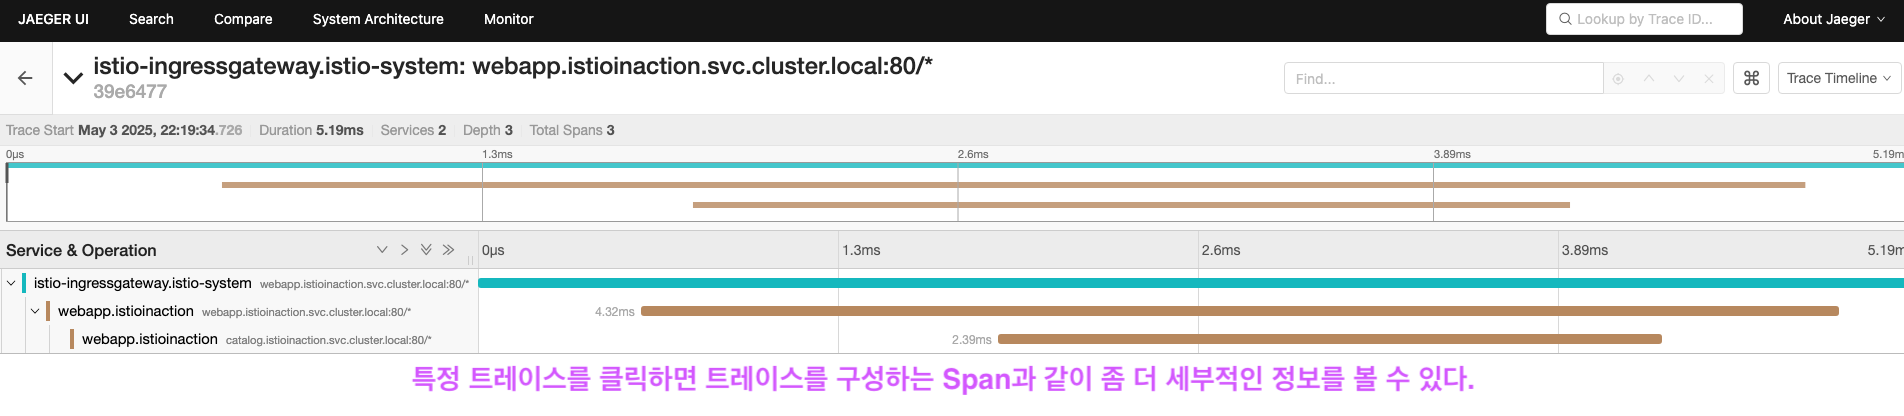 JAEGER UI Search Compare System Architecture Monitor Lookup by Trace ID... About Jaeger
istio-ingressgateway.istio-system: webapp.istioinaction.svc.cluster.local:80/*
39e6477
Find... ⌘ Trace Timeline
Trace Start May 3 2025, 22:19:34.726 Duration 5.19ms Services 2 Depth 3 Total Spans 3
0μs 1.3ms 2.6ms 3.89ms 5.19m
Service & Operation 0μs 1.3ms 2.6ms 3.89ms 5.19m
istio-ingressgateway.istio-system webapp.istioinaction.svc.cluster.local:80/*
webapp.istioinaction webapp.istioinaction.svc.cluster.local:80/* 4.32ms
webapp.istioinaction catalog.istioinaction.svc.cluster.local:80/* 2.39ms
특정 트레이스를 클릭하면 트레이스를 구성하는 Span과 같이 좀 더 세부적인 정보를 볼 수 있다.